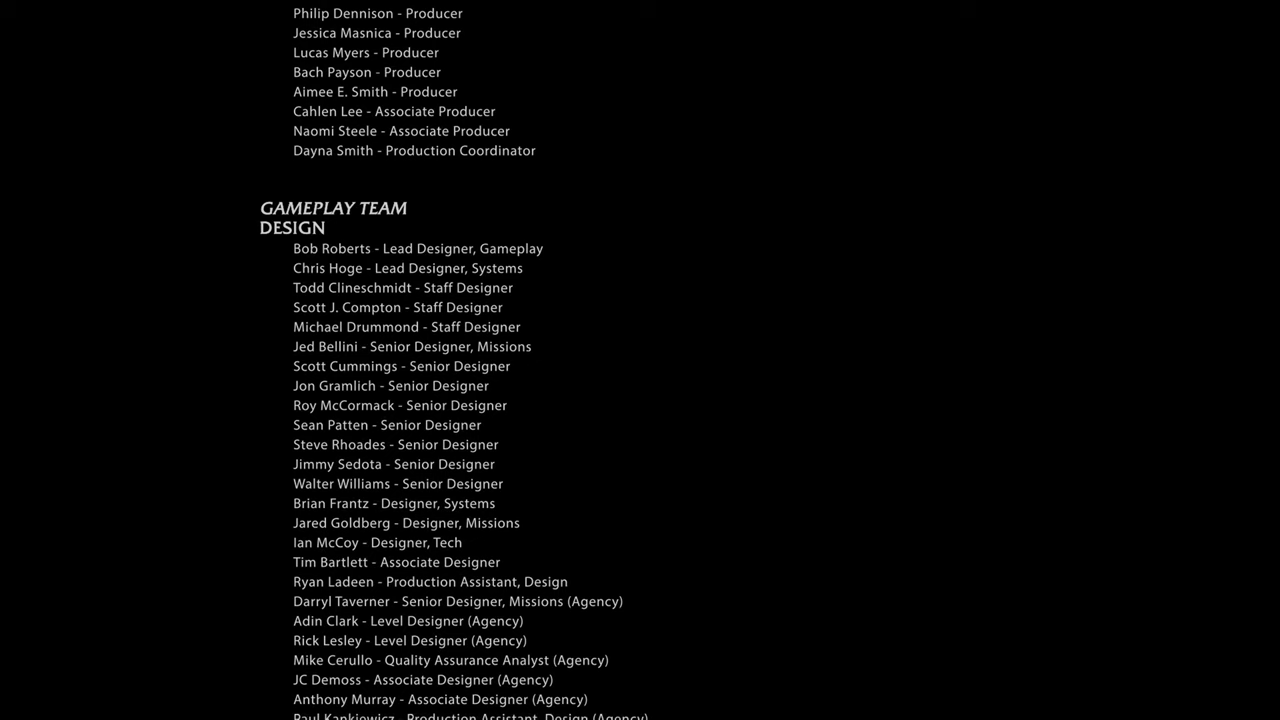 Philip Dennison - Producer
Jessica Masnica - Producer
Lucas Myers - Producer
Bach Payson - Producer
Aimee E. Smith - Producer
Cahlen Lee - Associate Producer
Naomi Steele - Associate Producer
Dayna Smith - Production Coordinator
GAMEPLAY TEAM
DESIGN
Bob Roberts - Lead Designer, Gameplay
Chris Hoge - Lead Designer, Systems
Todd Clineschmidt - Staff Designer
Scott J. Compton - Staff Designer
Michael Drummond - Staff Designer
Jed Bellini - Senior Designer, Missions
Scott Cummings - Senior Designer
Jon Gramlich - Senior Designer
Roy McCormack - Senior Designer
Sean Patten - Senior Designer
Steve Rhoades - Senior Designer
Jimmy Sedota - Senior Designer
Walter Williams - Senior Designer
Brian Frantz - Designer, Systems
Jared Goldberg - Designer, Missions
Ian McCoy - Designer, Tech
Tim Bartlett - Associate Designer
Ryan Ladeen - Production Assistant, Design
Darryl Taverner - Senior Designer, Missions (Agency)
Adin Clark - Level Designer (Agency)
Rick Lesley - Level Designer (Agency)
Mike Cerullo - Quality Assurance Analyst (Agency)
JC Demoss - Associate Designer (Agency)
Anthony Murray - Associate Designer (Agency)
Paul Kankiewicz - Production Assistant, Design (Agency)